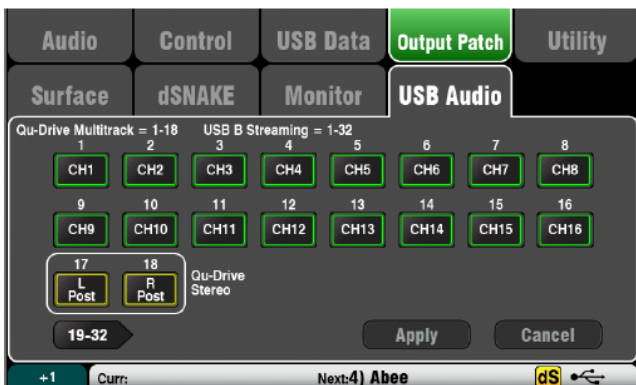 Audio Control USB Data Output Patch Utility
Surface dSNAKE Monitor USB Audio
Qu-Drive Multitrack = 1-18 USB B Streaming = 1-32
1 2 3 4 5 6 7 8
CH1 CH2 CH3 CH4 CH5 CH6 CH7 CH8
9 10 11 12 13 14 15 16
CH9 CH10 CH11 CH12 CH13 CH14 CH15 CH16
17 18
L Post R Post Qu-Drive Stereo
19-32 Apply Cancel
+1 Curr: Next:4) Abee dS